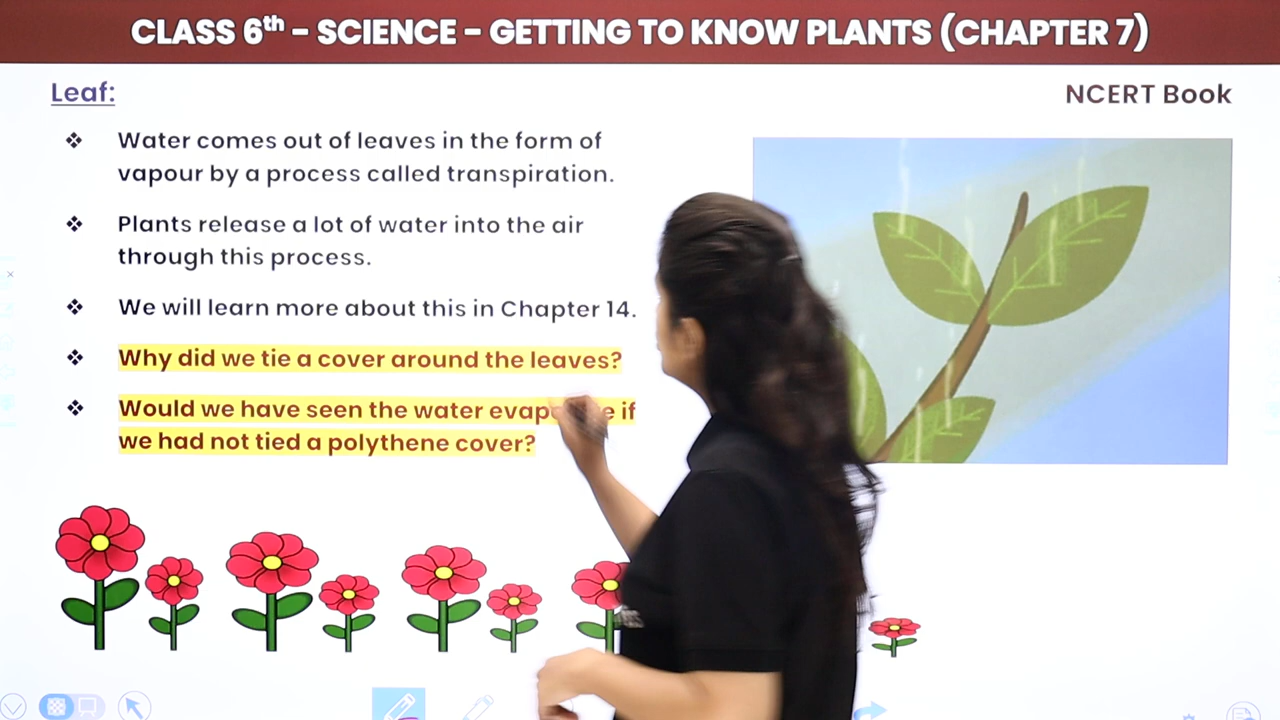 CLASS 6th – SCIENCE – GETTING TO KNOW PLANTS (CHAPTER 7)
Leaf:
NCERT Book
❖ Water comes out of leaves in the form of
vapour by a process called transpiration.
❖ Plants release a lot of water into the air
through this process.
❖ We will learn more about this in Chapter 14.
❖ Why did we tie a cover around the leaves?
❖ Would we have seen the water if
we had not tied a polythene cover?